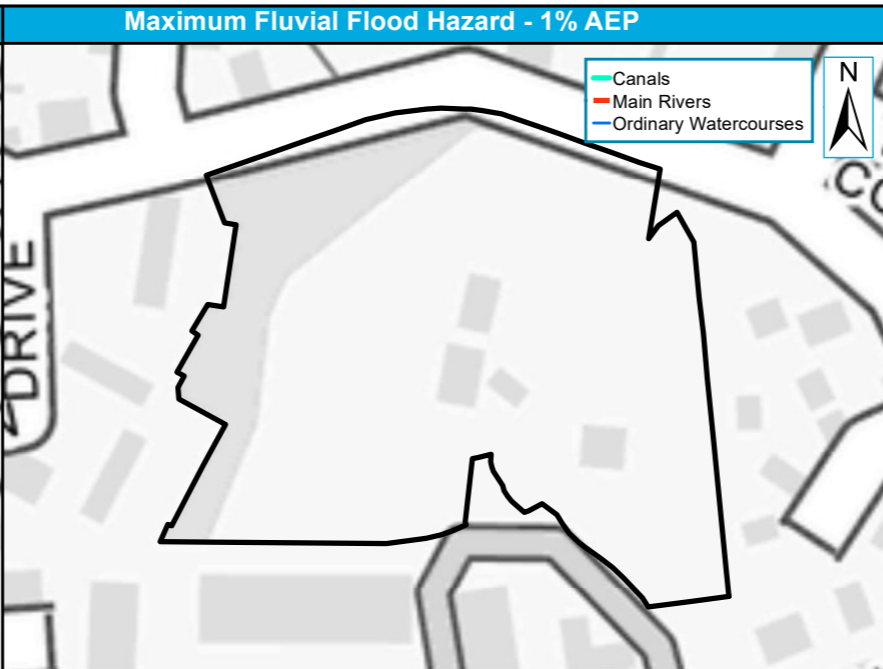 Maximum Fluvial Flood Hazard - 1% AEP
Canals
Main Rivers
Ordinary Watercourses
N
DRIVE